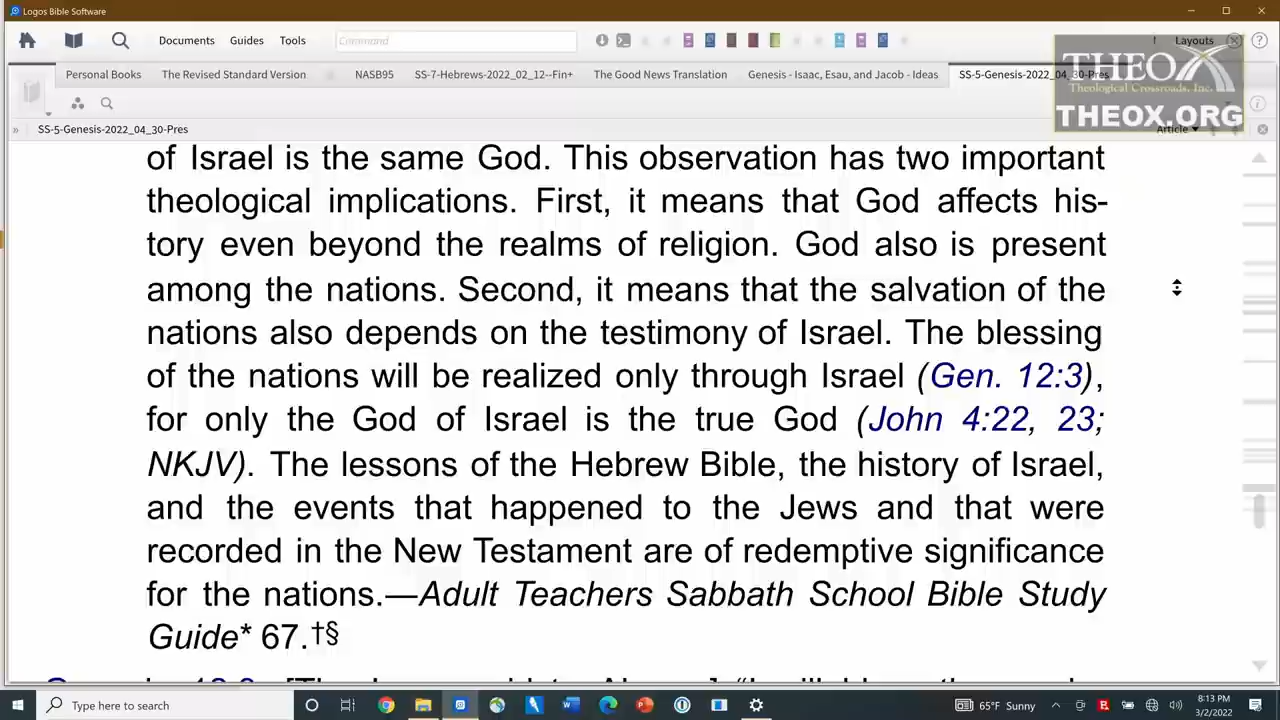 Logos Bible Software
Documents Guides Tools Command Layouts
Personal Books The Revised Standard Version NASB95 SS-7-Hebrews-2022_02_12--Fin+ The Good News Translation Genesis - Isaac, Esau, and Jacob - Ideas SS-5-Genesis-2022_04_30-Pres
THEOX
Theological Crossroads, Inc.
THEOX.ORG
SS-5-Genesis-2022_04_30-Pres Article
of Israel is the same God. This observation has two important
theological implications. First, it means that God affects his-
tory even beyond the realms of religion. God also is present
among the nations. Second, it means that the salvation of the
nations also depends on the testimony of Israel. The blessing
of the nations will be realized only through Israel (Gen. 12:3),
for only the God of Israel is the true God (John 4:22, 23;
NKJV). The lessons of the Hebrew Bible, the history of Israel,
and the events that happened to the Jews and that were
recorded in the New Testament are of redemptive significance
for the nations.—Adult Teachers Sabbath School Bible Study
Guide* 67.†§
Type here to search
65°F Sunny
8:13 PM
3/2/2022